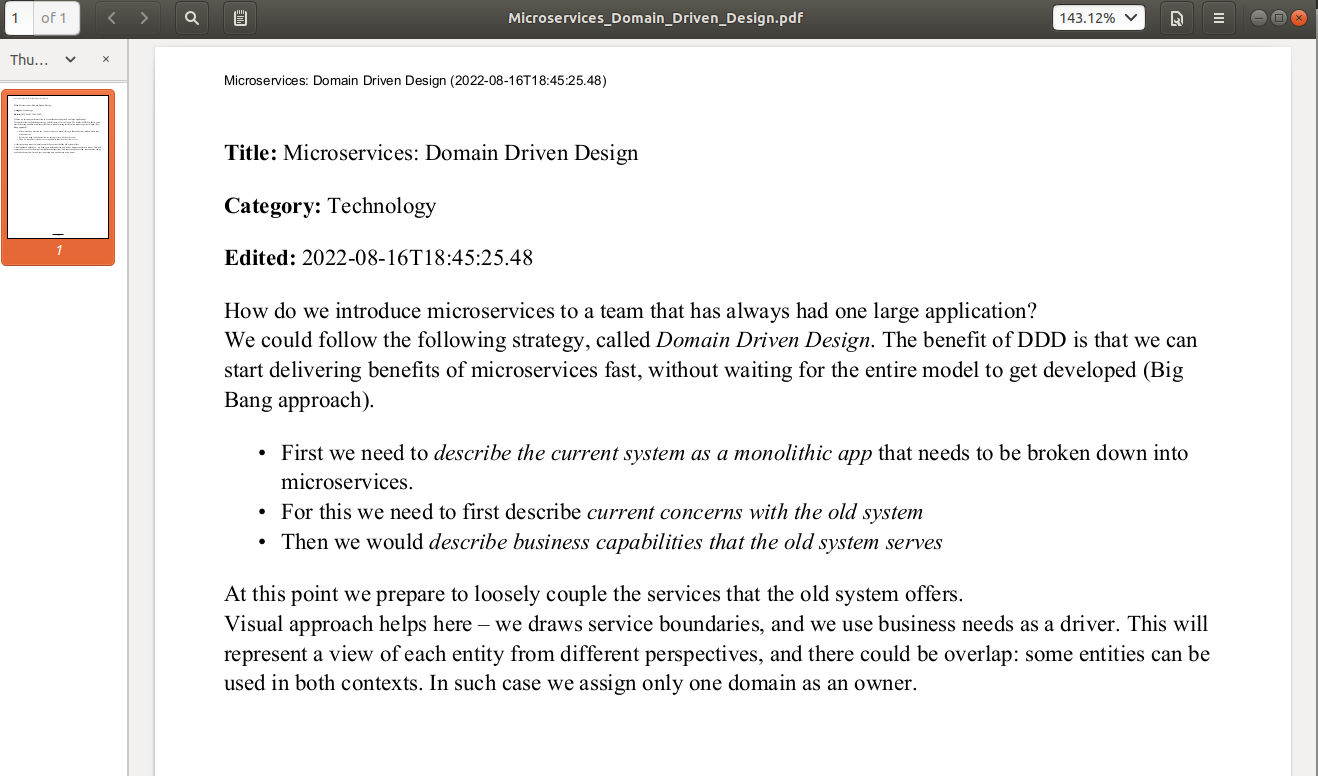 1 of 1
Microservices_Domain_Driven_Design.pdf
143.12%
Thu...
1
Microservices: Domain Driven Design (2022-08-16T18:45:25.48)
Title: Microservices: Domain Driven Design
Category: Technology
Edited: 2022-08-16T18:45:25.48
How do we introduce microservices to a team that has always had one large application?
We could follow the following strategy, called Domain Driven Design. The benefit of DDD is that we can
start delivering benefits of microservices fast, without waiting for the entire model to get developed (Big
Bang approach).
• First we need to describe the current system as a monolithic app that needs to be broken down into
microservices.
• For this we need to first describe current concerns with the old system
• Then we would describe business capabilities that the old system serves
At this point we prepare to loosely couple the services that the old system offers.
Visual approach helps here – we draws service boundaries, and we use business needs as a driver. This will
represent a view of each entity from different perspectives, and there could be overlap: some entities can be
used in both contexts. In such case we assign only one domain as an owner.